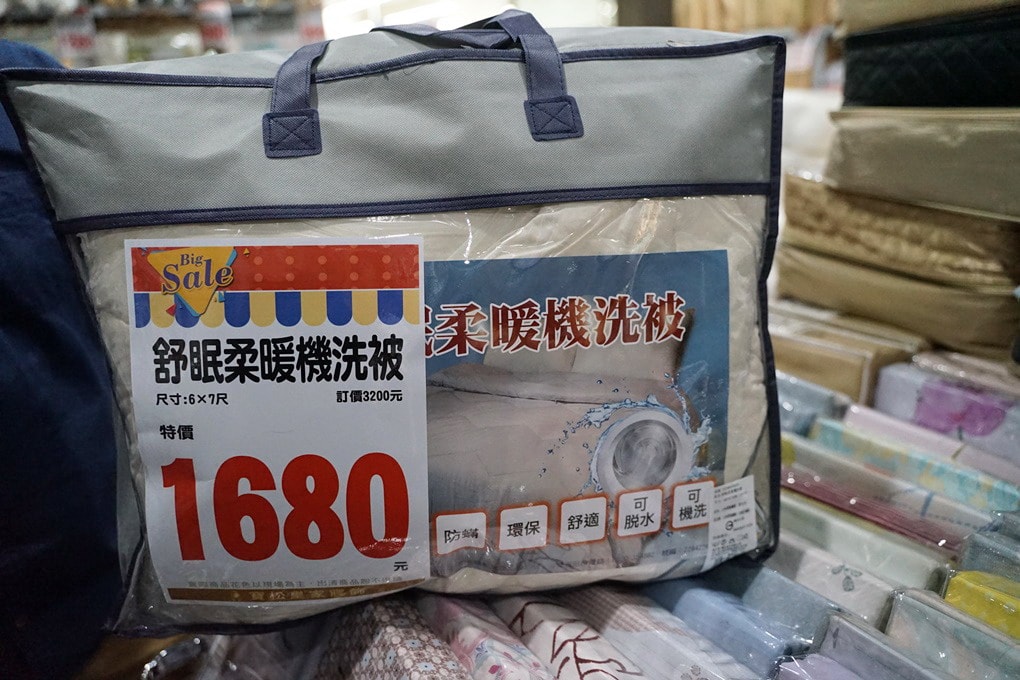 Big
Sale
舒眠柔暖機洗被
尺寸:6×7尺 訂價3200元
特價
1680
元
柔暖機洗被
防蟎
環保
舒適
可
脫水
可
機洗